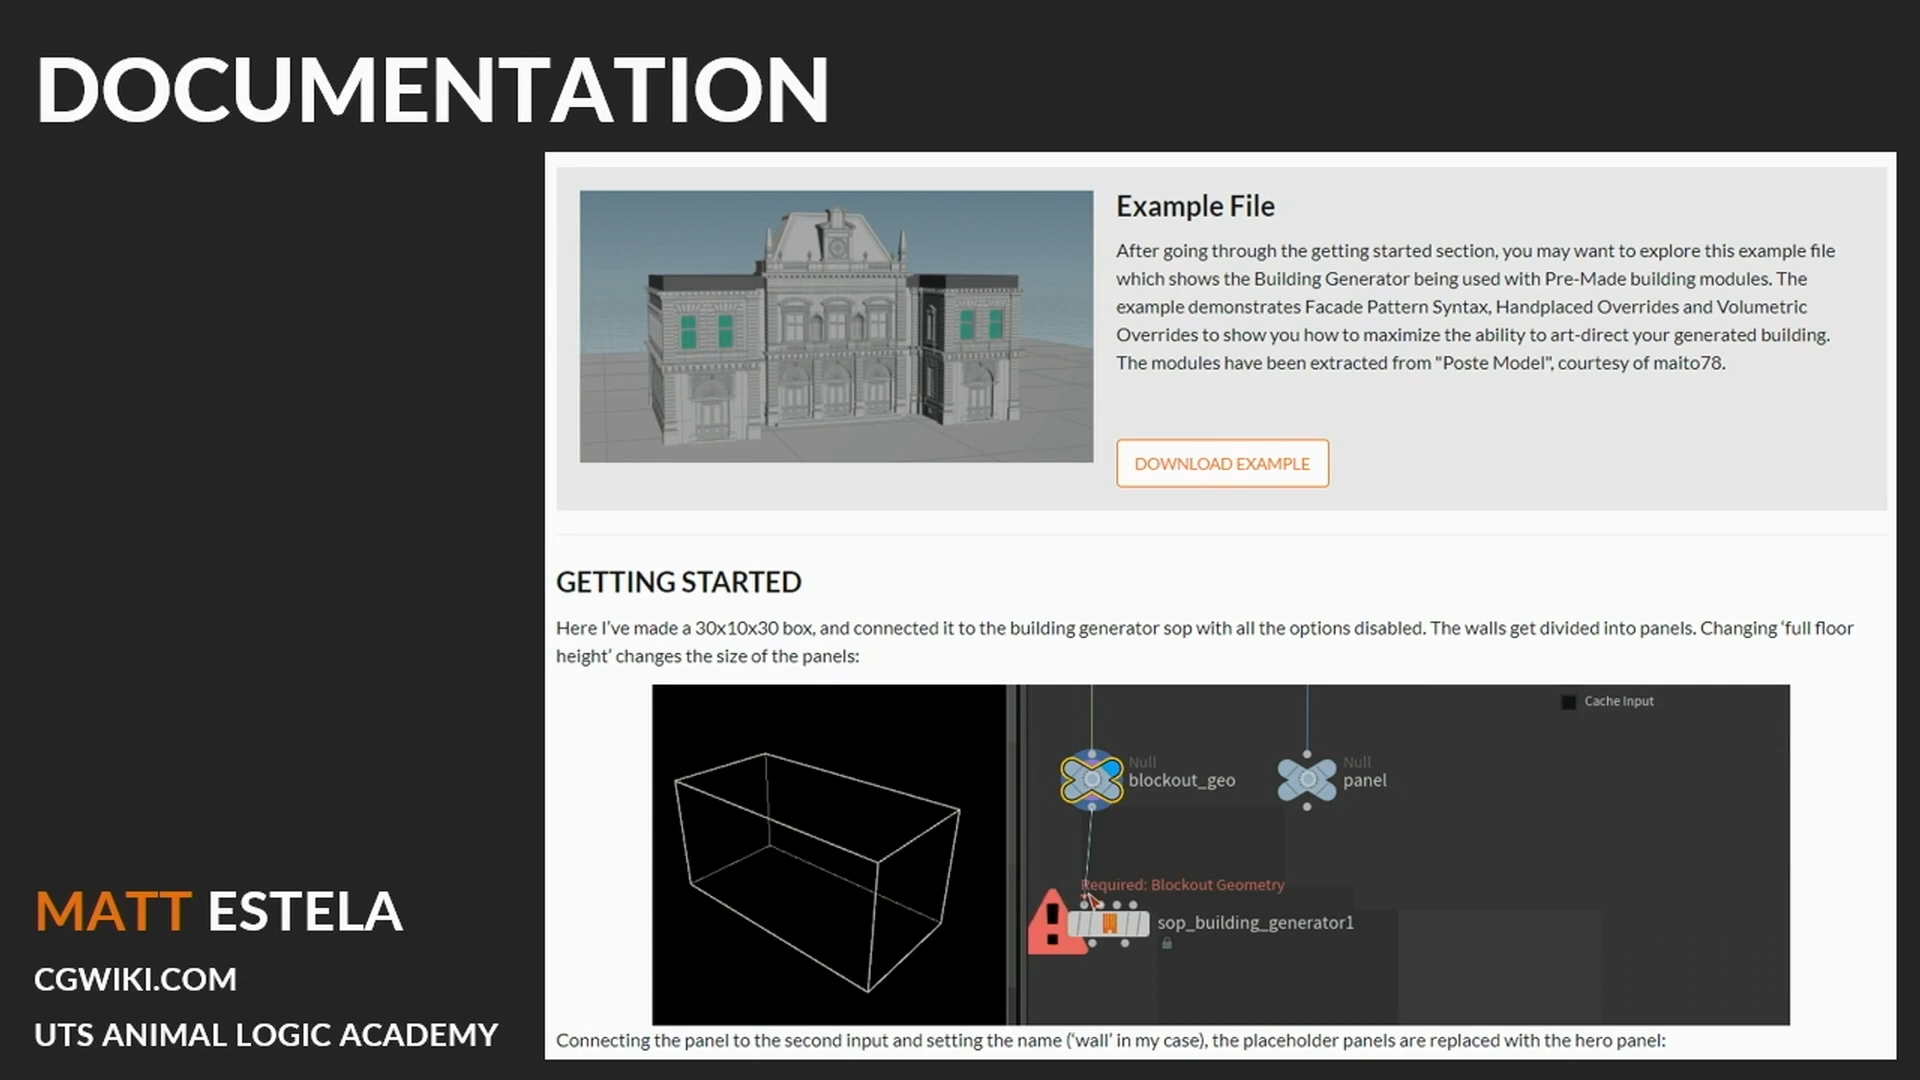 DOCUMENTATION
Example File
After going through the getting started section, you may want to explore this example file
which shows the Building Generator being used with Pre-Made building modules. The
example demonstrates Facade Pattern Syntax, Handplaced Overrides and Volumetric
Overrides to show you how to maximize the ability to art-direct your generated building.
The modules have been extracted from "Poste Model", courtesy of maito78.
DOWNLOAD EXAMPLE
GETTING STARTED
Here I’ve made a 30x10x30 box, and connected it to the building generator sop with all the options disabled. The walls get divided into panels. Changing ‘full floor
height’ changes the size of the panels:
Cache Input
Null
blockout_geo
Null
panel
Required: Blockout Geometry
sop_building_generator1
Connecting the panel to the second input and setting the name (‘wall’ in my case), the placeholder panels are replaced with the hero panel:
MATT ESTELA
CGWIKI.COM
UTS ANIMAL LOGIC ACADEMY